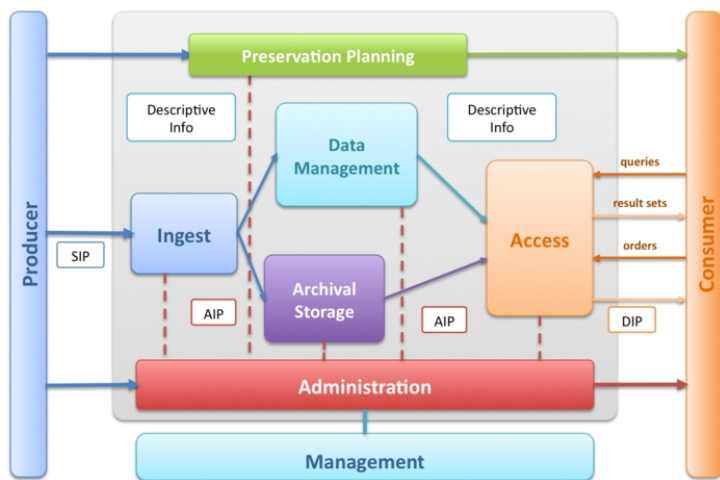 Preservation Planning
Descriptive
Info
Descriptive
Info
Data
Management
queries
Producer
result sets
Consumer
Ingest
Access
SIP
orders
Archival
Storage
AIP
AIP
DIP
Administration
Management